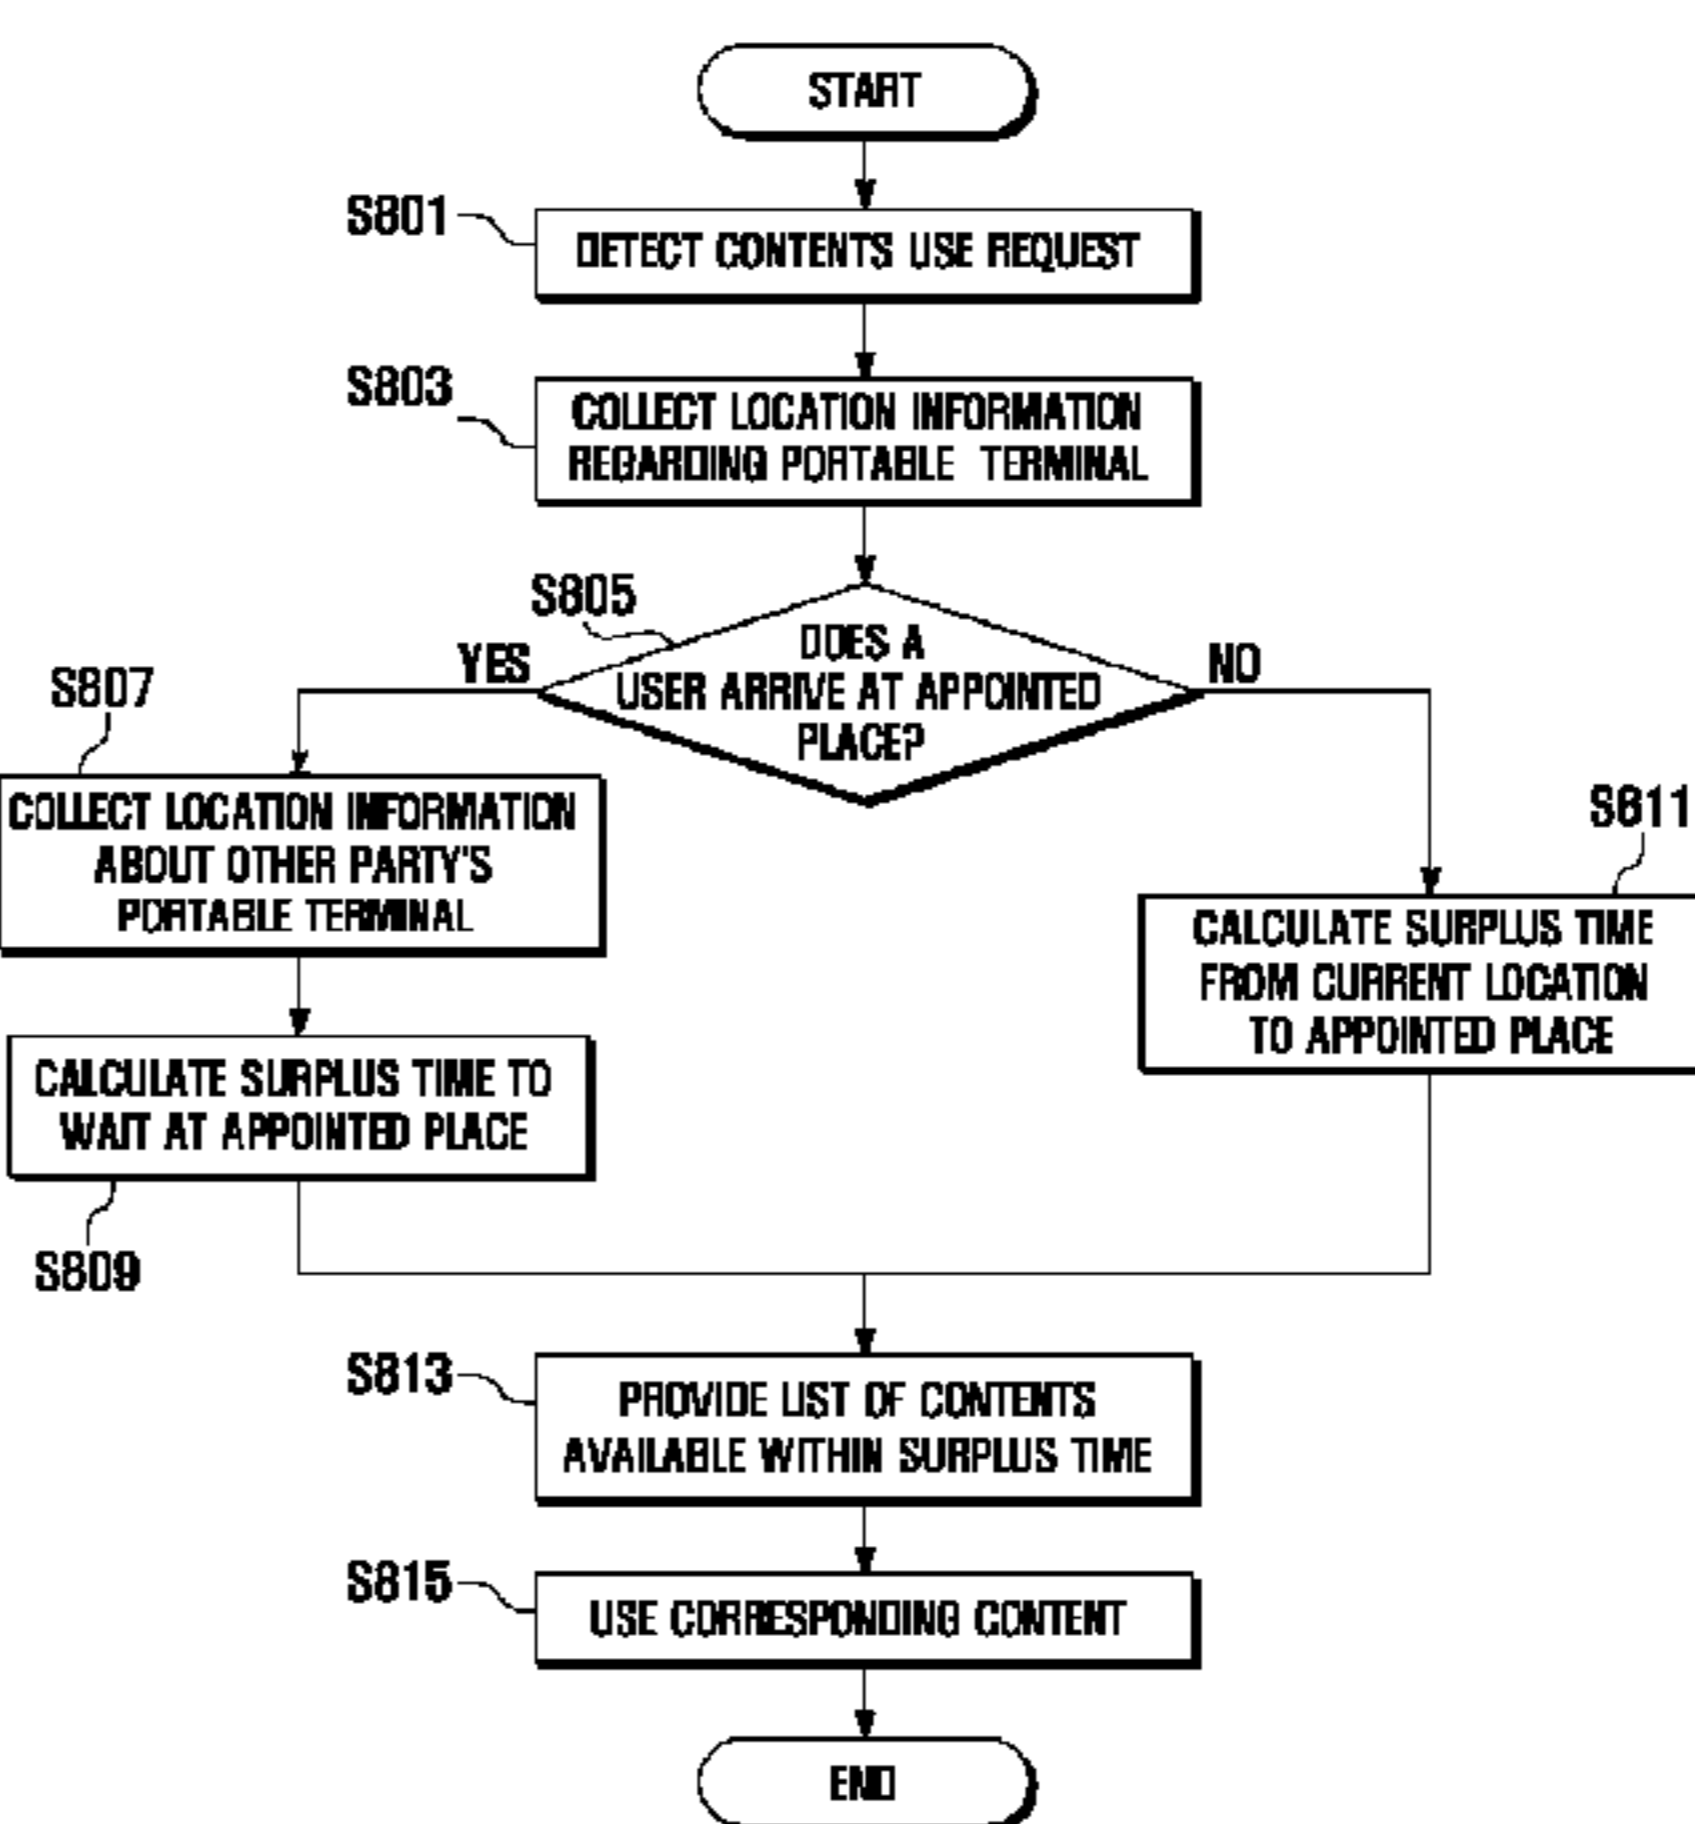 START
S801
DETECT CONTENTS USE REQUEST
S803
COLLECT LOCATION INFORMATION
REGARDING PORTABLE TERMINAL
S805
DOES A
USER ARRIVE AT APPOINTED
PLACE?
YES
NO
S807
COLLECT LOCATION INFORMATION
ABOUT OTHER PARTY'S
PORTABLE TERMINAL
S811
CALCULATE SURPLUS TIME
FROM CURRENT LOCATION
TO APPOINTED PLACE
CALCULATE SURPLUS TIME TO
WAIT AT APPOINTED PLACE
S809
S813
PROVIDE LIST OF CONTENTS
AVAILABLE WITHIN SURPLUS TIME
S815
USE CORRESPONDING CONTENT
END